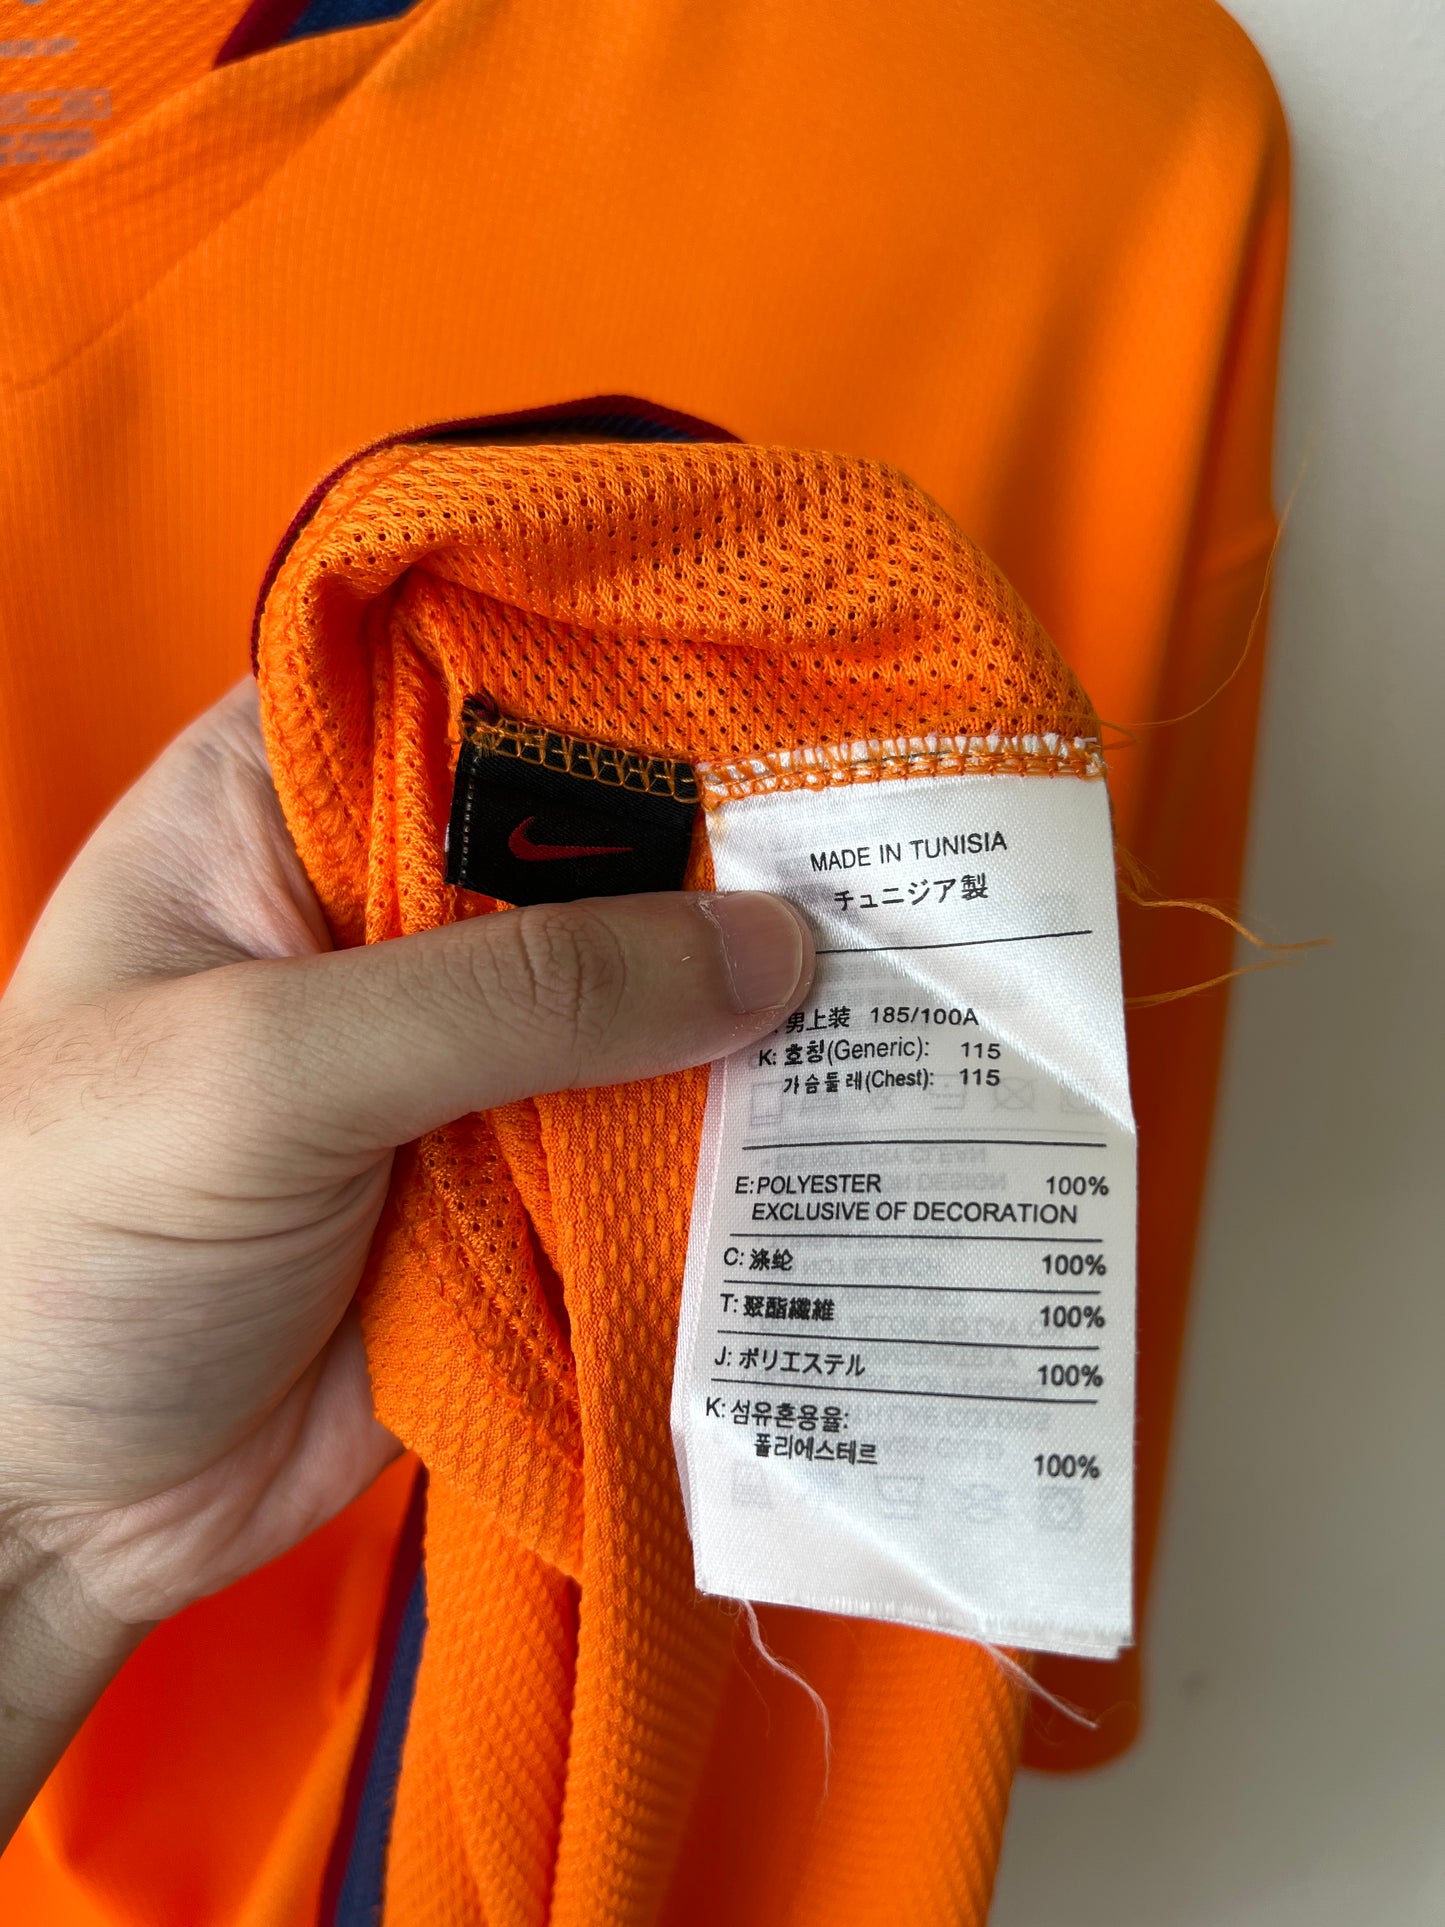 MADE IN TUNISIA
チュニジア製
男上装 185/100A
K: 호칭(Generic): 115
가슴둘레(Chest): 115
E:POLYESTER 100%
EXCLUSIVE OF DECORATION
C: 涤纶 100%
T: 聚酯纖維 100%
J: ポリエステル 100%
K: 섬유혼용율:
폴리에스테르 100%